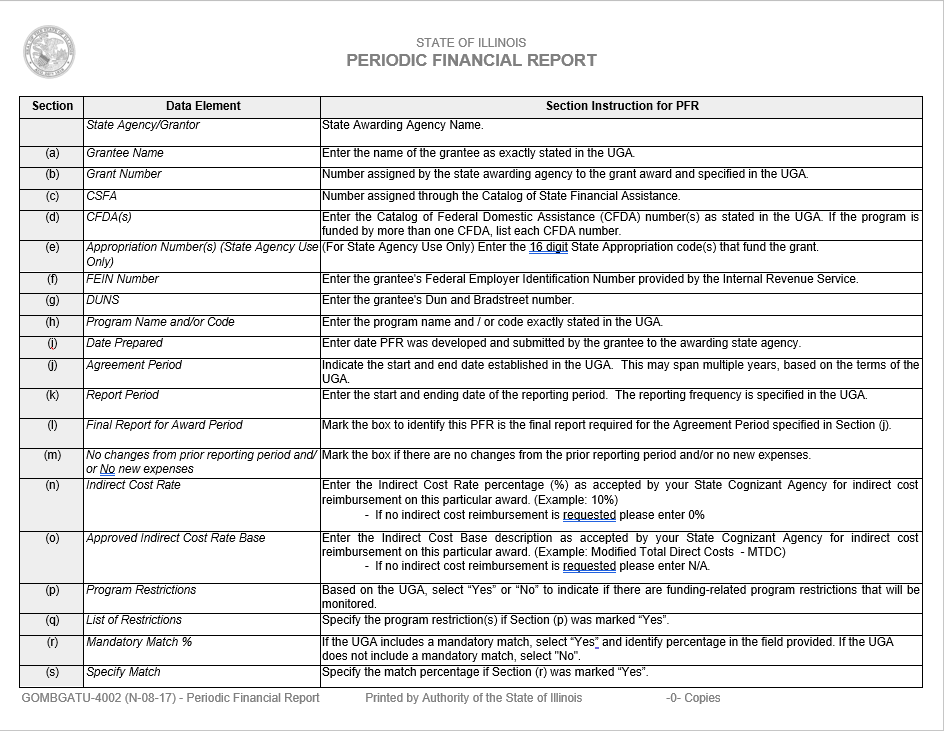 STATE OF ILLINOIS
PERIODIC FINANCIAL REPORT
Section Data Element Section Instruction for PFR
State Agency/Grantor State Awarding Agency Name.
(a) Grantee Name Enter the name of the grantee as exactly stated in the UGA.
(b) Grant Number Number assigned by the state awarding agency to the grant award and specified in the UGA.
(c) CSFA Number assigned through the Catalog of State Financial Assistance.
(d) CFDA(s) Enter the Catalog of Federal Domestic Assistance (CFDA) number(s) as stated in the UGA. If the program is
funded by more than one CFDA, list each CFDA number.
(e) Appropriation Number(s) (State Agency Use (For State Agency Use Only) Enter the 16 digit State Appropriation code(s) that fund the grant.
Only)
(f) FEIN Number Enter the grantee's Federal Employer Identification Number provided by the Internal Revenue Service.
(g) DUNS Enter the grantee's Dun and Bradstreet number.
(h) Program Name and/or Code Enter the program name and / or code exactly stated in the UGA.
(i) Date Prepared Enter date PFR was developed and submitted by the grantee to the awarding state agency.
(j) Agreement Period Indicate the start and end date established in the UGA. This may span multiple years, based on the terms of the
UGA.
(k) Report Period Enter the start and ending date of the reporting period. The reporting frequency is specified in the UGA.
(l) Final Report for Award Period Mark the box to identify this PFR is the final report required for the Agreement Period specified in Section (j).
(m) No changes from prior reporting period and/ Mark the box if there are no changes from the prior reporting period and/or no new expenses.
or No new expenses
(n) Indirect Cost Rate Enter the Indirect Cost Rate percentage (%) as accepted by your State Cognizant Agency for indirect cost
reimbursement on this particular award. (Example: 10%)
- If no indirect cost reimbursement is requested please enter 0%
(o) Approved Indirect Cost Rate Base Enter the Indirect Cost Base description as accepted by your State Cognizant Agency for indirect cost
reimbursement on this particular award. (Example: Modified Total Direct Costs - MTDC)
- If no indirect cost reimbursement is requested please enter N/A.
(p) Program Restrictions Based on the UGA, select “Yes” or “No” to indicate if there are funding-related program restrictions that will be
monitored.
(q) List of Restrictions Specify the program restriction(s) if Section (p) was marked “Yes”.
(r) Mandatory Match % If the UGA includes a mandatory match, select “Yes” and identify percentage in the field provided. If the UGA
does not include a mandatory match, select "No".
(s) Specify Match Specify the match percentage if Section (r) was marked “Yes”.
GOMBGATU-4002 (N-08-17) - Periodic Financial Report Printed by Authority of the State of Illinois -0- Copies